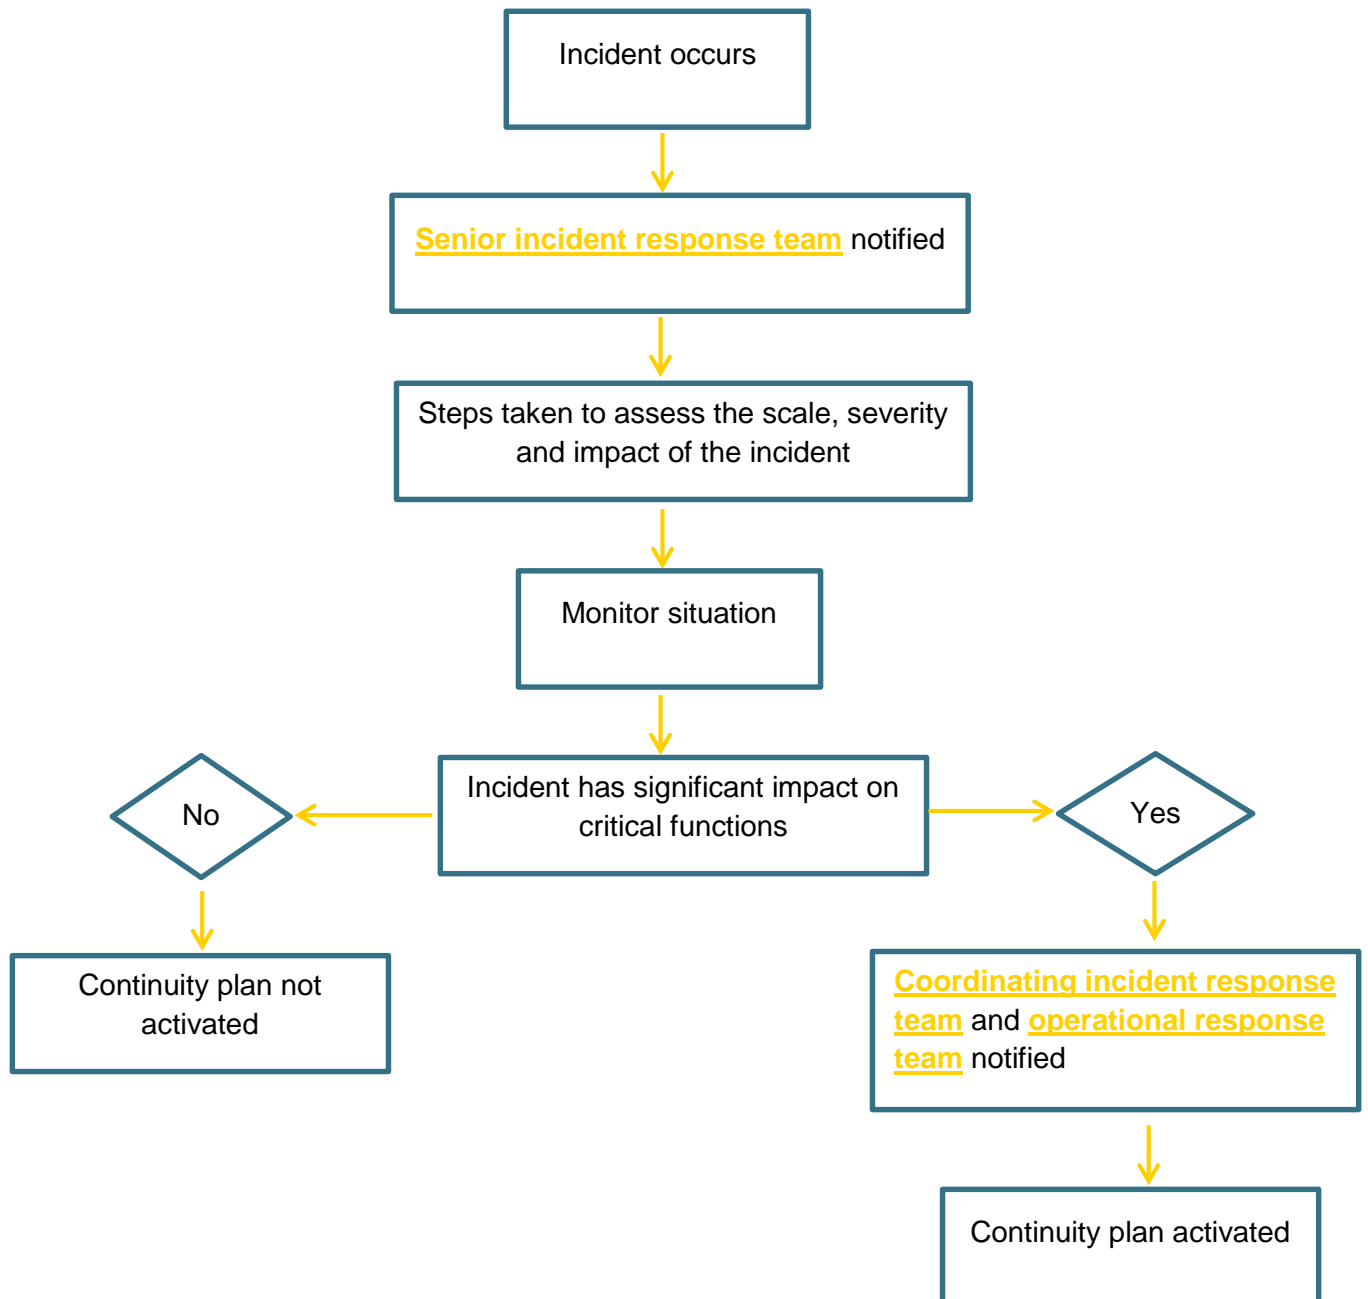 Incident occurs
Senior incident response team notified
Steps taken to assess the scale, severity
and impact of the incident
Monitor situation
Incident has significant impact on
critical functions
No
Yes
Continuity plan not
activated
Coordinating incident response
team and operational response
team notified
Continuity plan activated